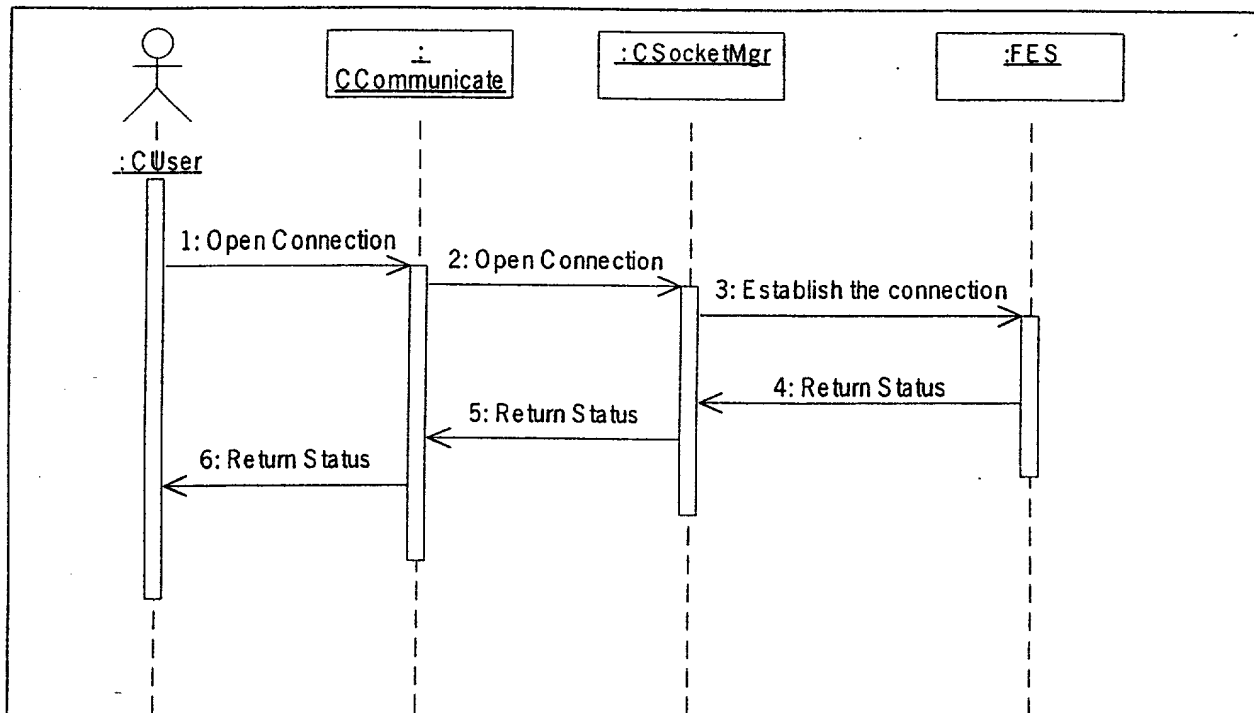 :
CCommunicate
: CSocketMgr
:FES
: CUser
1: Open Connection
2: Open Connection
3: Establish the connection
4: Return Status
5: Return Status
6: Return Status